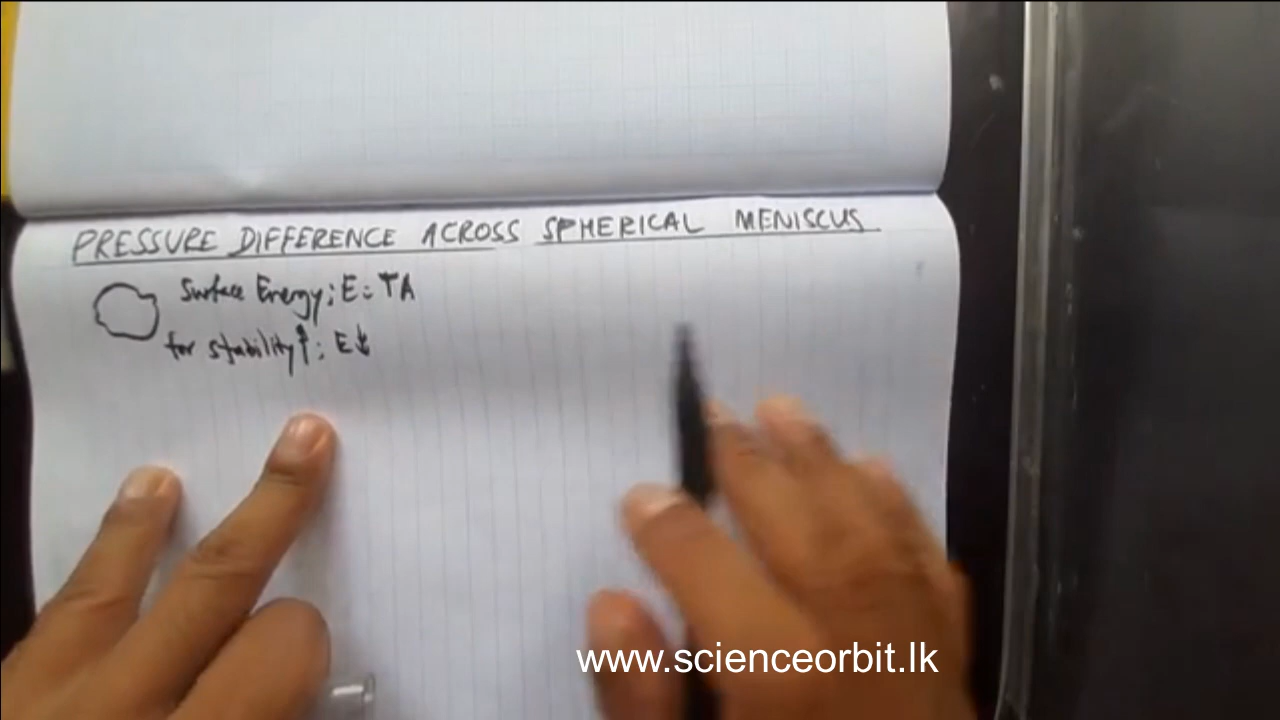 PRESSURE DIFFERENCE ACROSS SPHERICAL MENISCUS
Surface Energy; E = TA
for stability↑ ; E↓
www.scienceorbit.lk